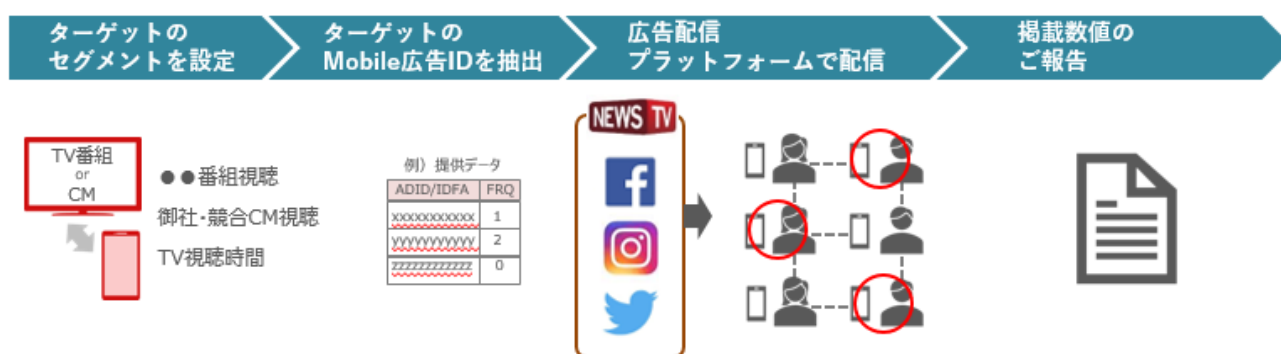 ターゲットの
セグメントを設定
ターゲットの
Mobile広告IDを抽出
広告配信
プラットフォームで配信
掲載数値の
ご報告
TV番組
or
CM
●●番組視聴
御社・競合CM視聴
TV視聴時間
例）提供データ
ADID/IDFA FRQ
xxxxxxxxxxx 1
yyyyyyyyyyy 2
zzzzzzzzzzzz 0
NEWS TV